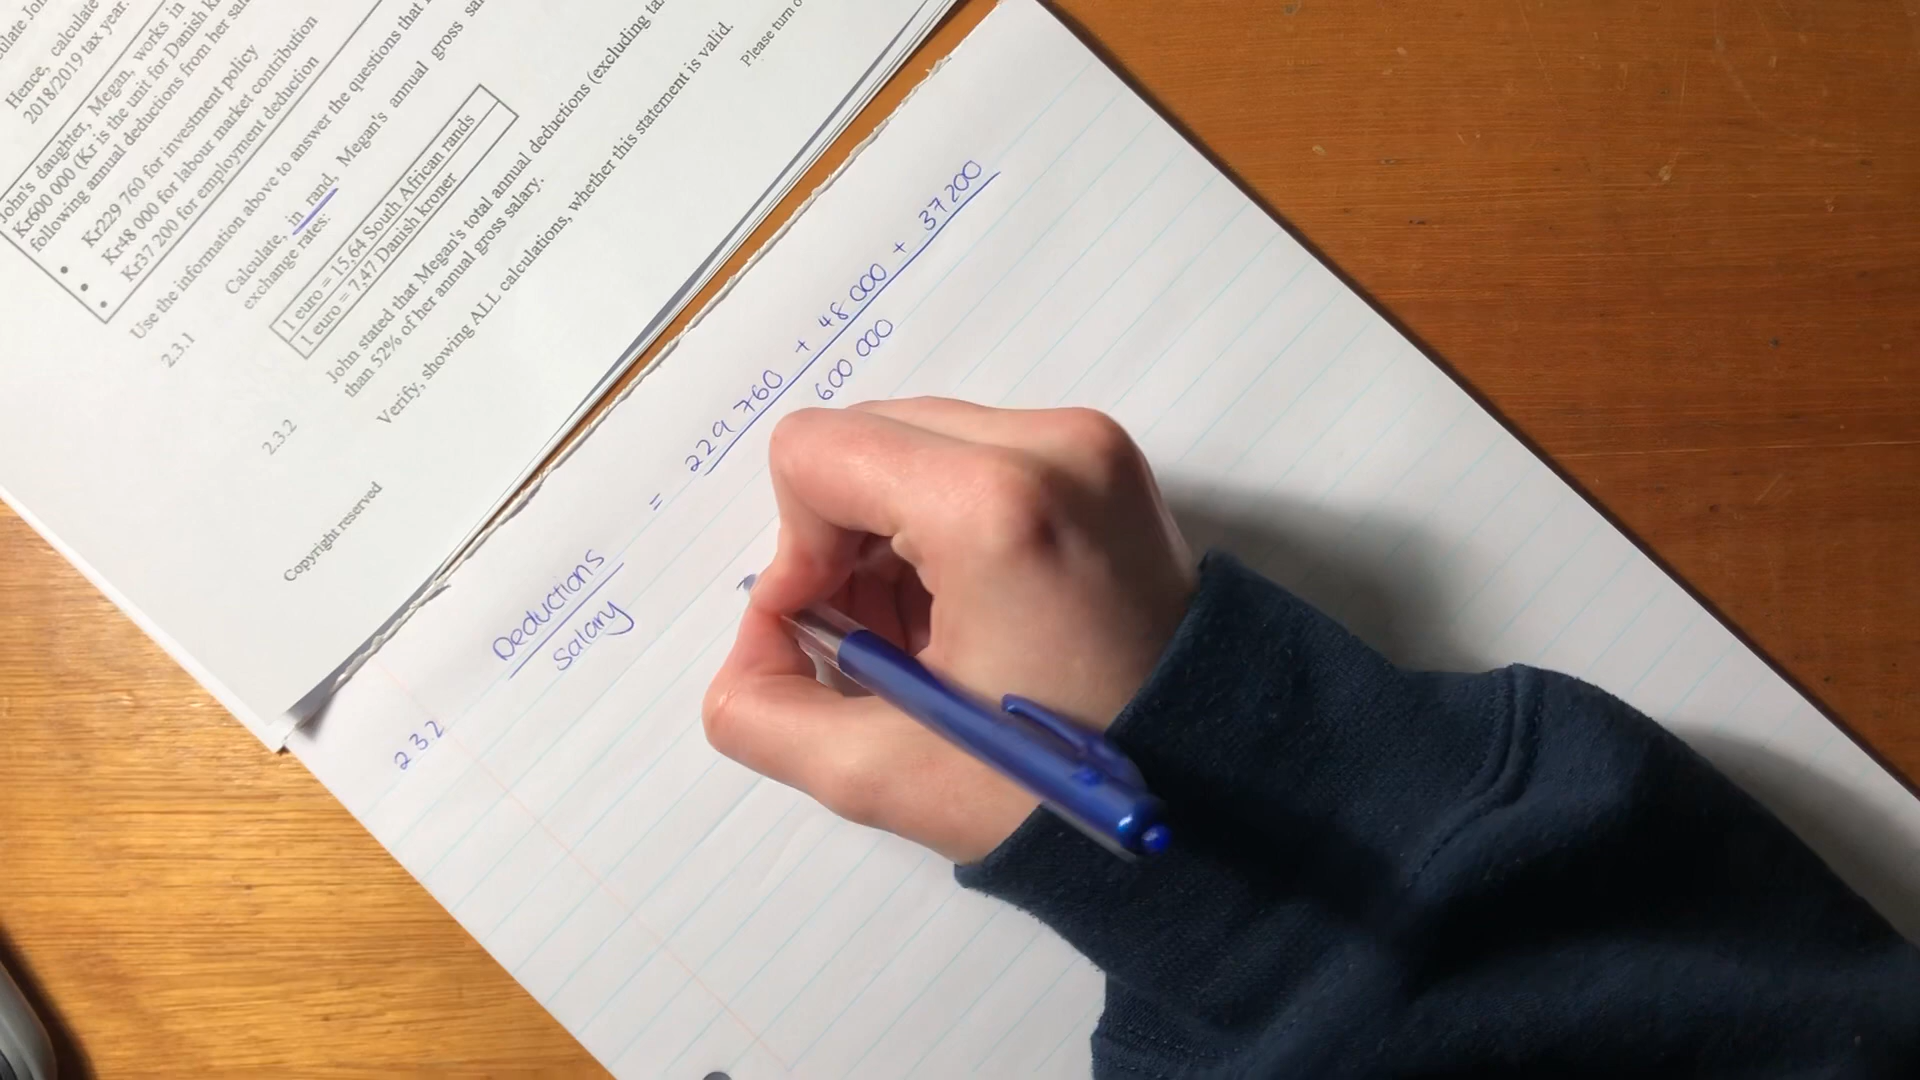 Hence, calculate
2018/2019 tax year.
John's daughter, Megan, works in
Kr600 000 (Kr is the unit for Danish
following annual deductions from her
• Kr229 760 for investment policy
• Kr48 000 for labour market contribution
• Kr37 200 for employment deduction
Use the information above to answer the questions that
2.3.1 Calculate, in rand, Megan's annual gross
exchange rates:
1 euro = 15,64 South African rands
1 euro = 7,47 Danish kroner
2.3.2 John stated that Megan's total annual deductions (excluding
than 52% of her annual gross salary.
Verify, showing ALL calculations, whether this statement is valid.
Copyright reserved
Please turn
2.3.2 Deductions = 229 760 + 48 000 + 37 200
salary 600 000